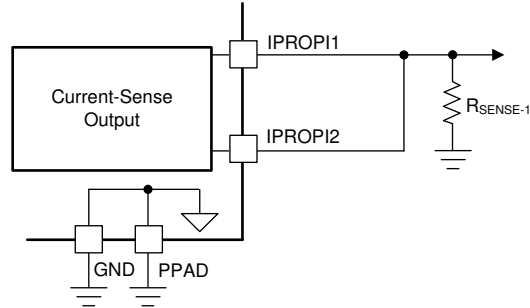 IPROPI1
Current-Sense
Output
RSENSE-1
IPROPI2
GND
PPAD